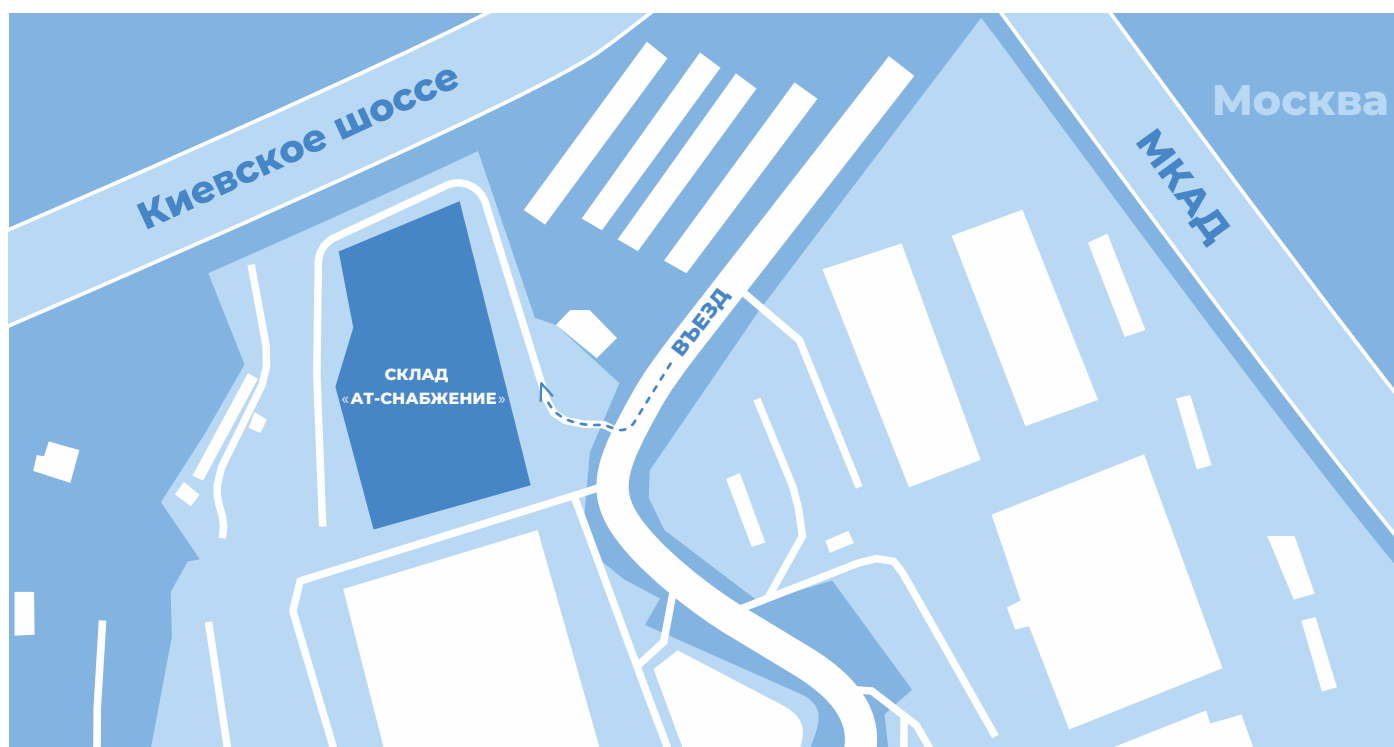 Киевское шоссе
Москва
МКАД
ВЪЕЗД
СКЛАД
«АТ-СНАБЖЕНИЕ»